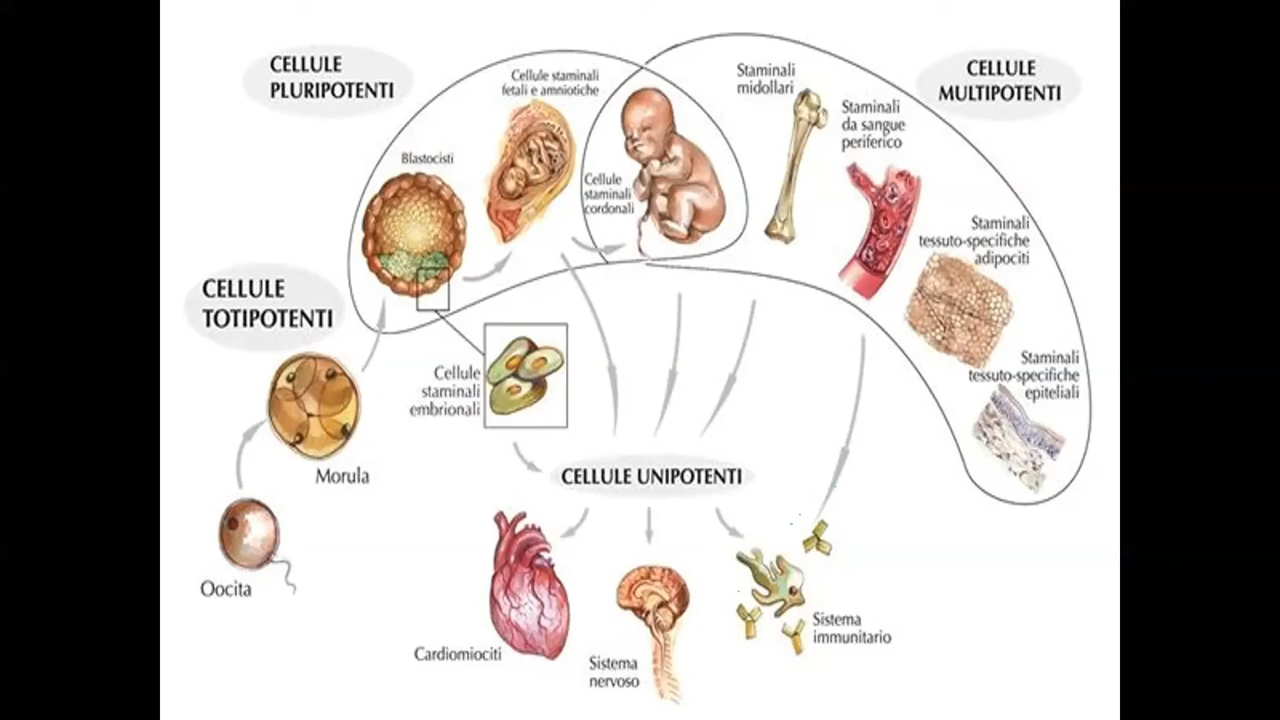 CELLULE
PLURIPOTENTI
Cellule staminali
fetali e amniotiche
Blastocisti
Cellule
staminali
cordonali
Staminali
midollari
CELLULE
MULTIPOTENTI
Staminali
da sangue
periferico
Staminali
tessuto-specifiche
adipociti
Staminali
tessuto-specifiche
epiteliali
CELLULE
TOTIPOTENTI
Cellule
staminali
embrionali
Morula
Oocita
CELLULE UNIPOTENTI
Cardiomiociti
Sistema
nervoso
Sistema
immunitario